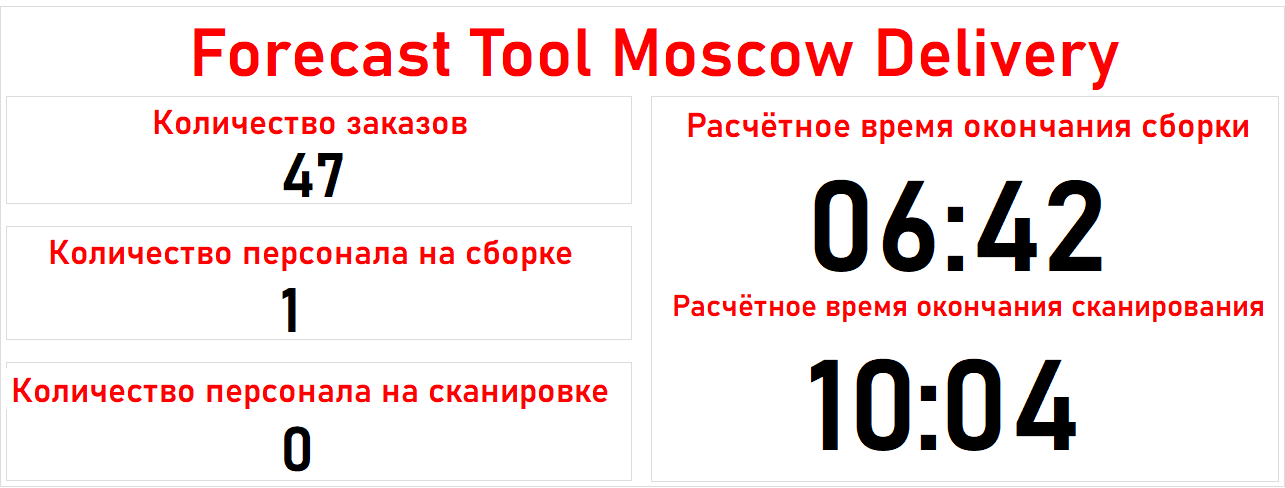 Forecast Tool Moscow Delivery
Количество заказов
47
Количество персонала на сборке
1
Количество персонала на сканировке
0
Расчётное время окончания сборки
06:42
Расчётное время окончания сканирования
10:04